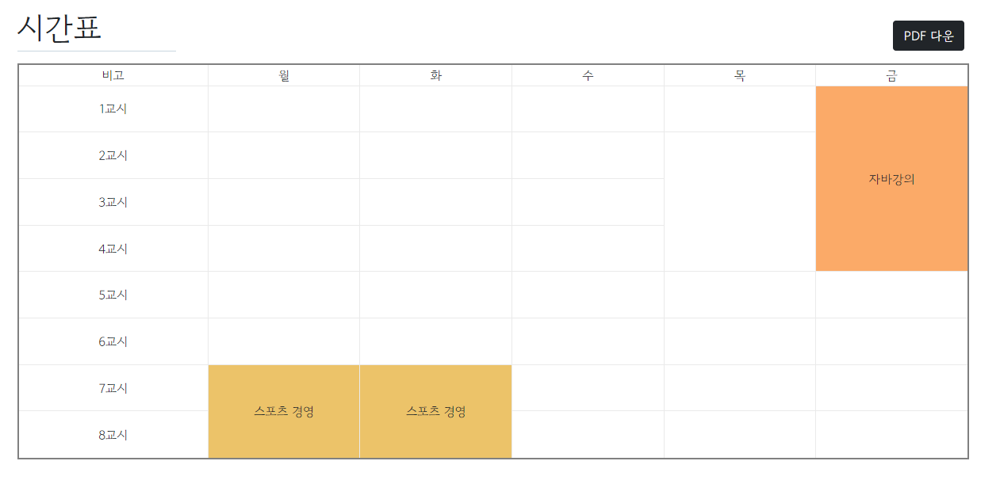 시간표
PDF 다운
비고 월 화 수 목 금
1교시
2교시
자바강의
3교시
4교시
5교시
6교시
7교시
스포츠 경영 스포츠 경영
8교시